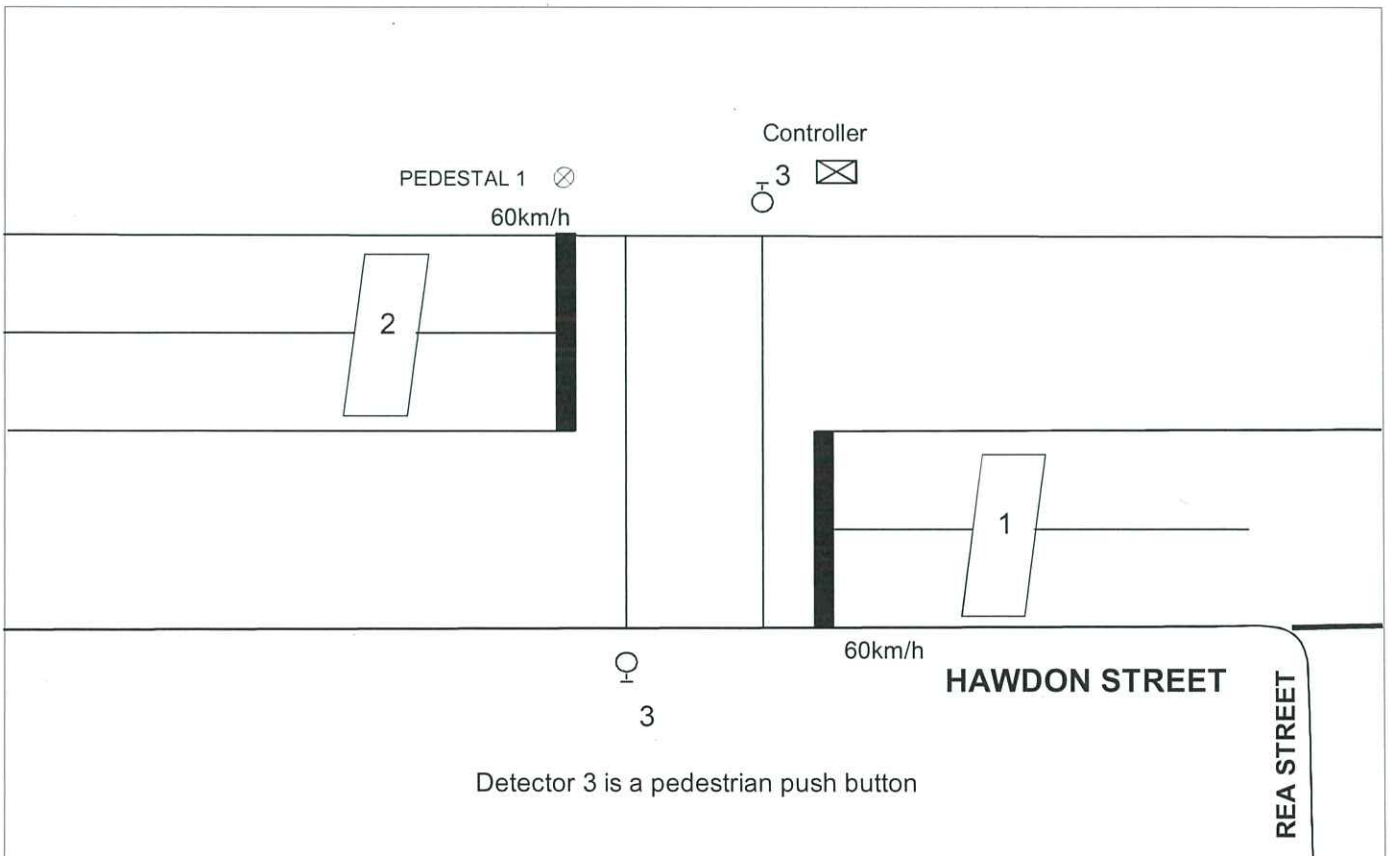 Controller
PEDESTAL 1
3
60km/h
2
1
60km/h
HAWDON STREET
3
REA STREET
Detector 3 is a pedestrian push button